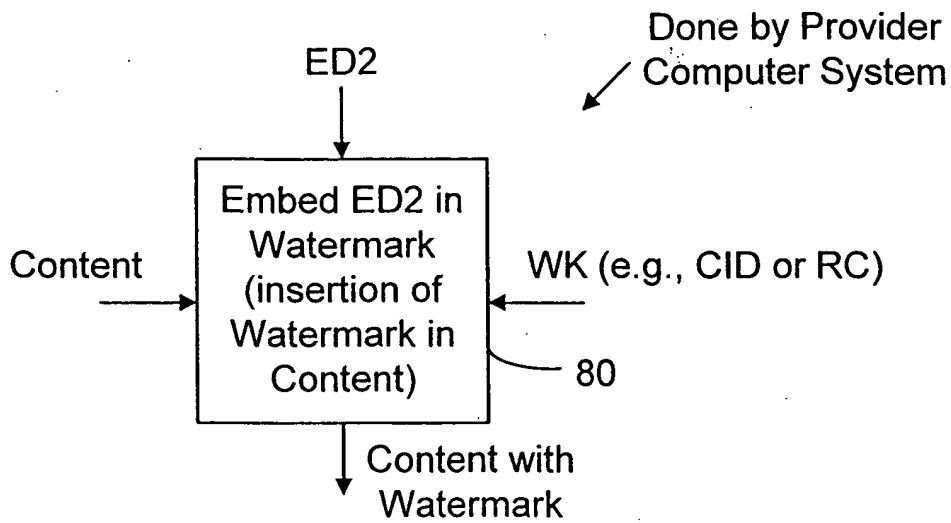 Done by Provider
Computer System
ED2
Embed ED2 in
Watermark
(insertion of
Watermark in
Content)
Content
WK (e.g., CID or RC)
80
Content with
Watermark